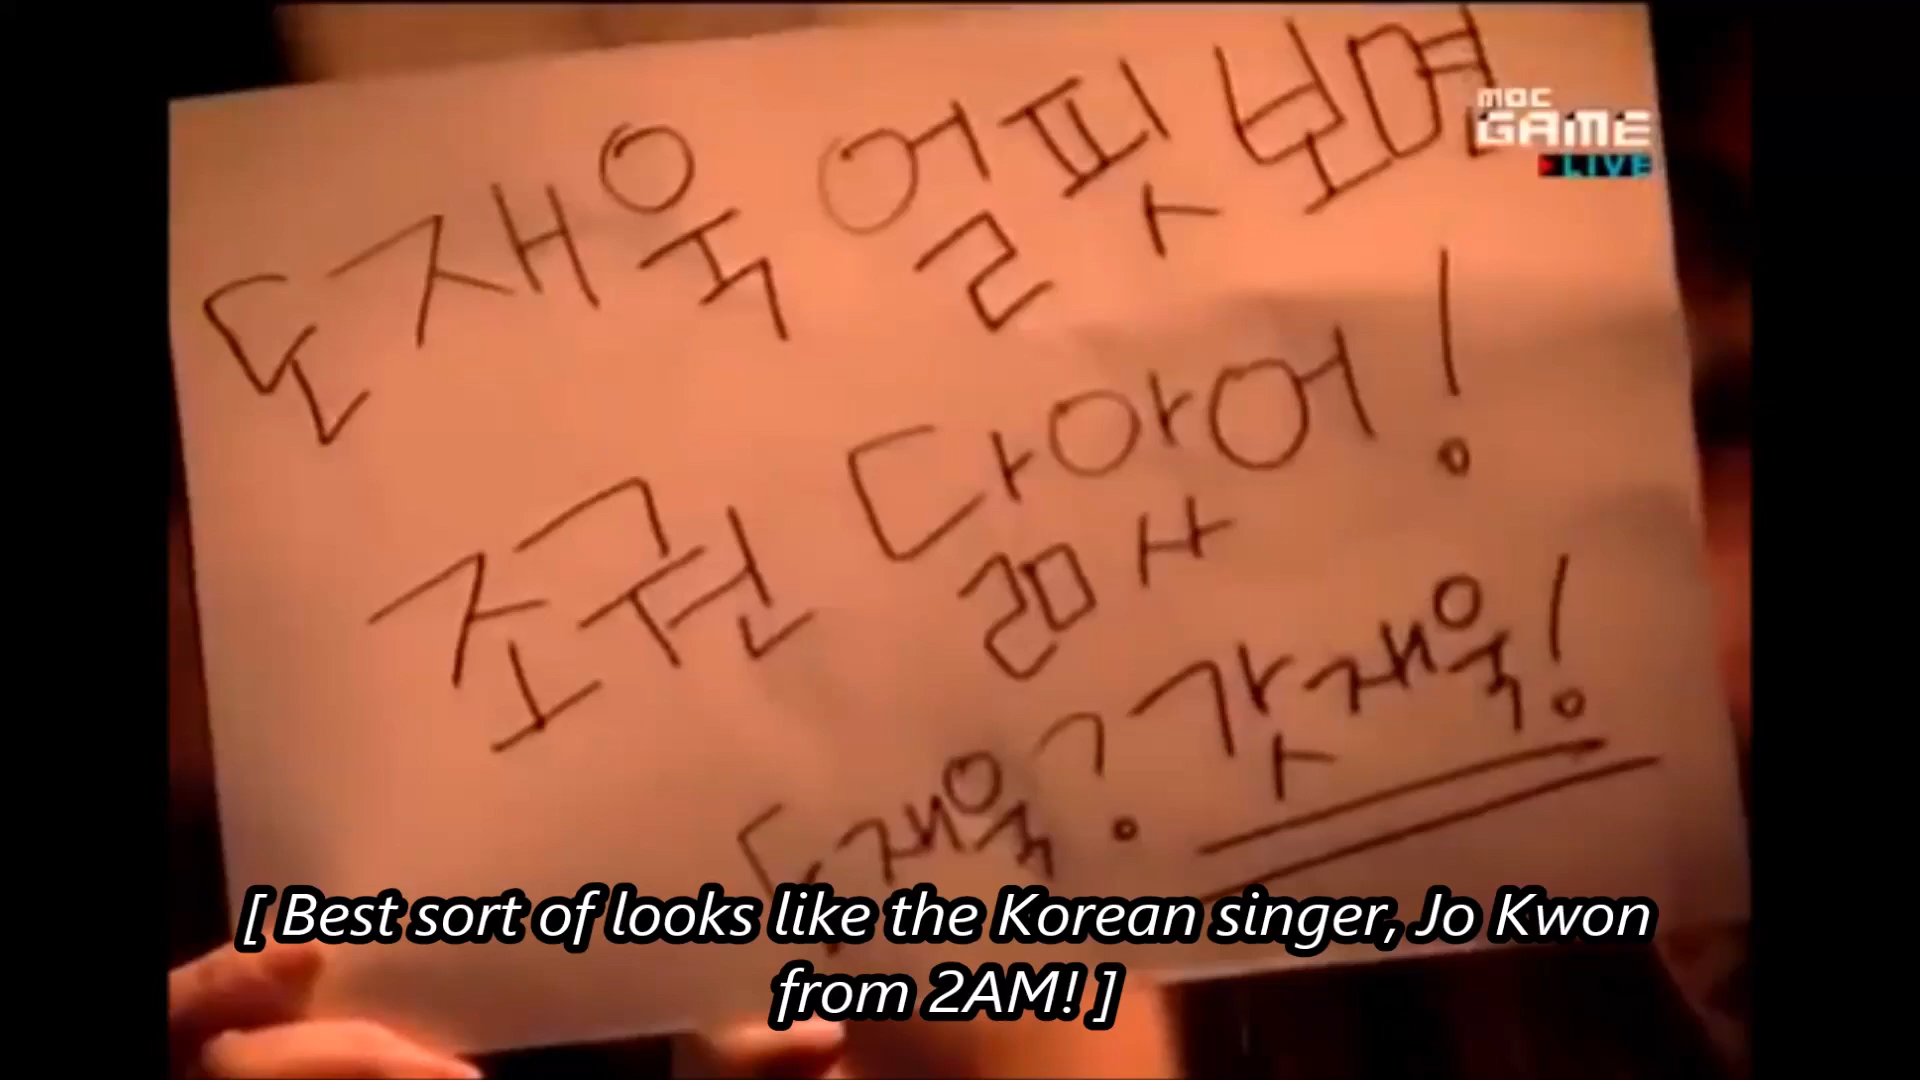 도재욱 얼핏 보면
MBC
GAME
LIVE
조권 닮았어!
도재욱? 갓재욱!
[ Best sort of looks like the Korean singer, Jo Kwon
from 2AM! ]